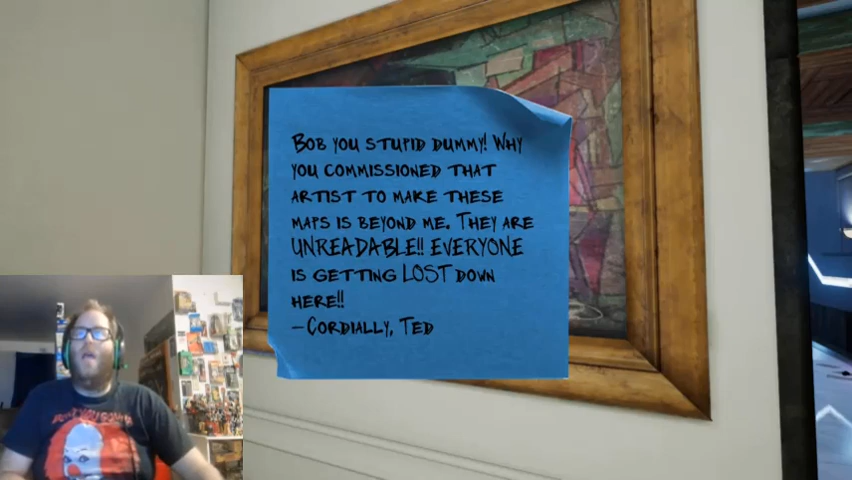 Bob you stupid dummy! Why
you commissioned that
artist to make these
maps is beyond me. They are
UNREADABLE!! EVERYONE
is getting LOST down
here!!
-Cordially, Ted